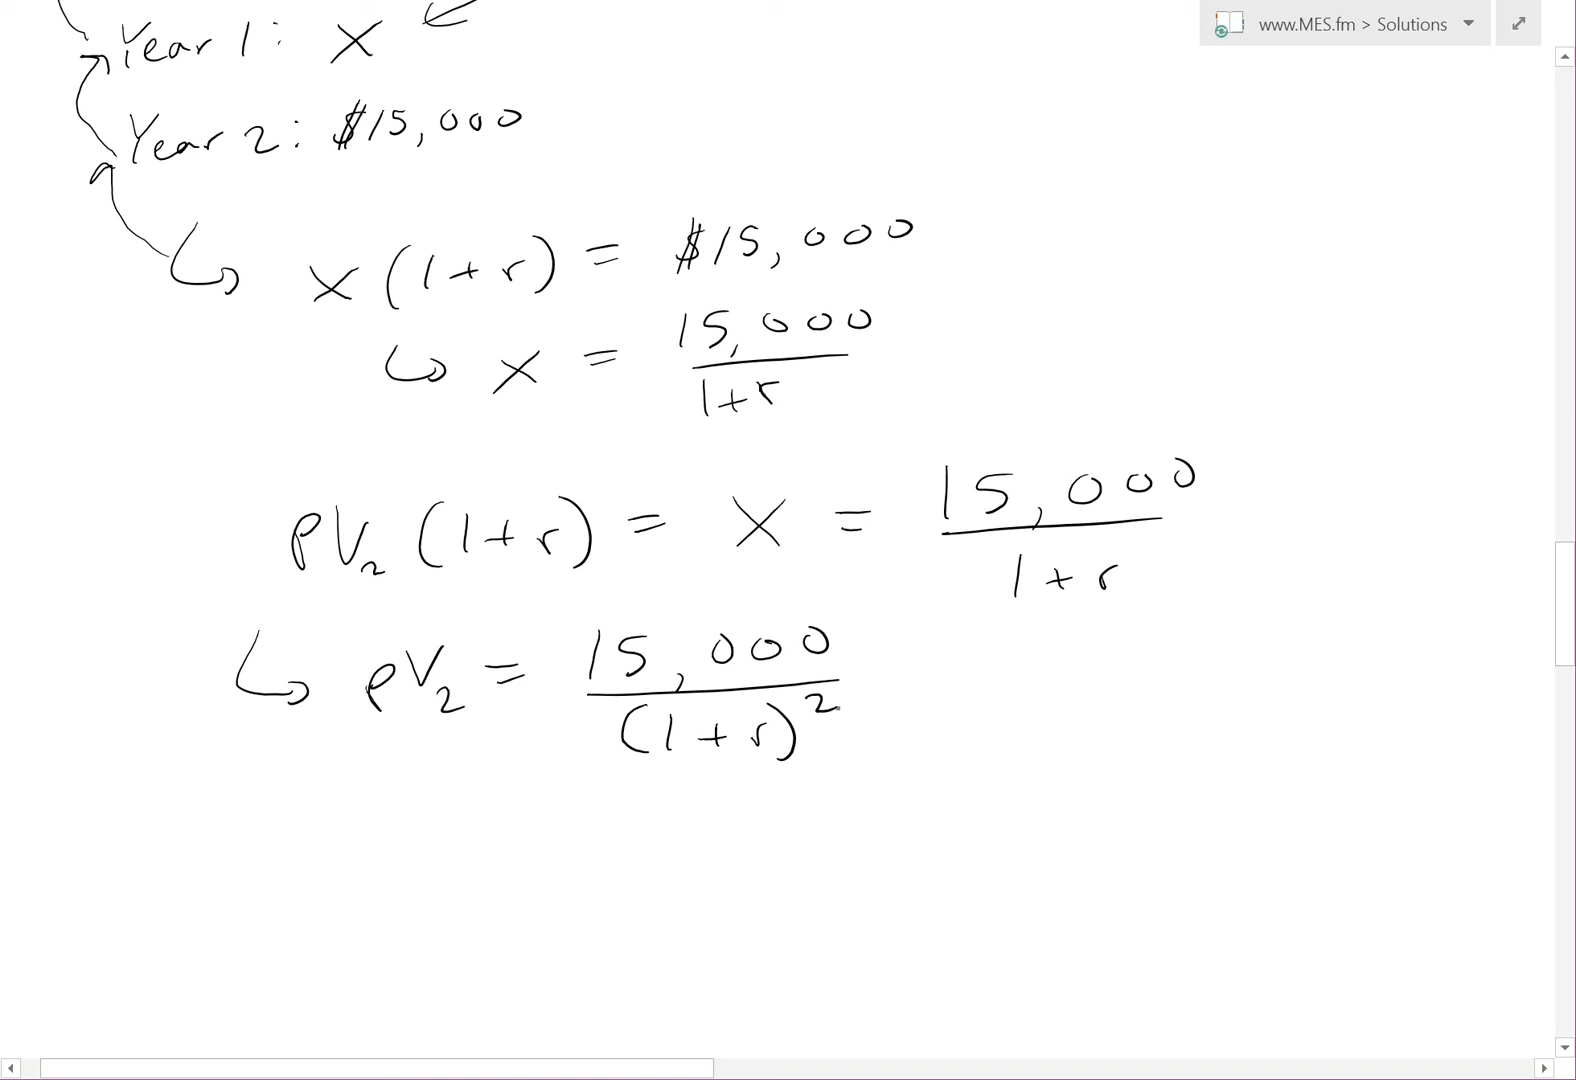 www.MES.fm > Solutions
Year 1: X
Year 2: $15,000
X(1+r) = $15,000
X = 15,000 / 1+r
PV₂(1+r) = X = 15,000 / 1+r
PV₂ = 15,000 / (1+r)²